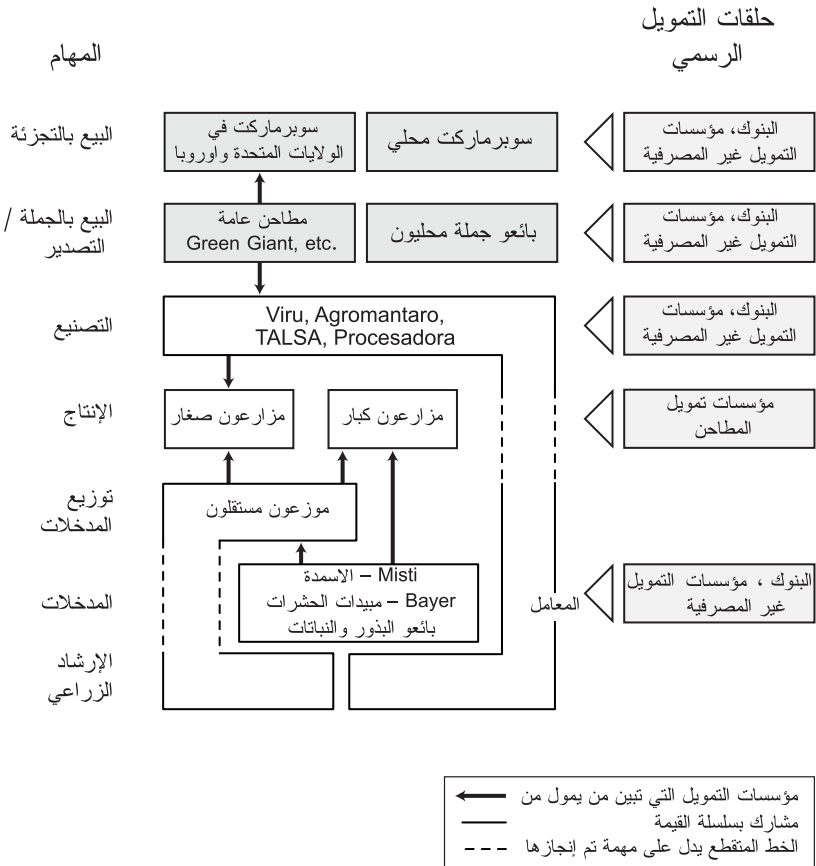 حلقات التمويل
الرسمي
المهام
البيع بالتجزئة
سوبرماركت في
الولايات المتحدة واوروبا
سوبرماركت محلي
البنوك، مؤسسات
التمويل غير المصرفية
البيع بالجملة /
التصدير
مطاحن عامة
Green Giant, etc.
بائعو جملة محليون
البنوك، مؤسسات
التمويل غير المصرفية
التصنيع
Viru, Agromantaro,
TALSA, Procesadora
البنوك، مؤسسات
التمويل غير المصرفية
الإنتاج
مزارعون صغار
مزارعون كبار
مؤسسات تمويل
المطاحن
توزيع
المدخلات
موزعون مستقلون
المدخلات
Misti – الاسمدة
Bayer – مبيدات الحشرات
بائعو البذور والنباتات
المعامل
البنوك ، مؤسسات التمويل
غير المصرفية
الإرشاد
الزراعي
مؤسسات التمويل التي تبين من يمول من
مشارك بسلسلة القيمة
الخط المتقطع يدل على مهمة تم إنجازها